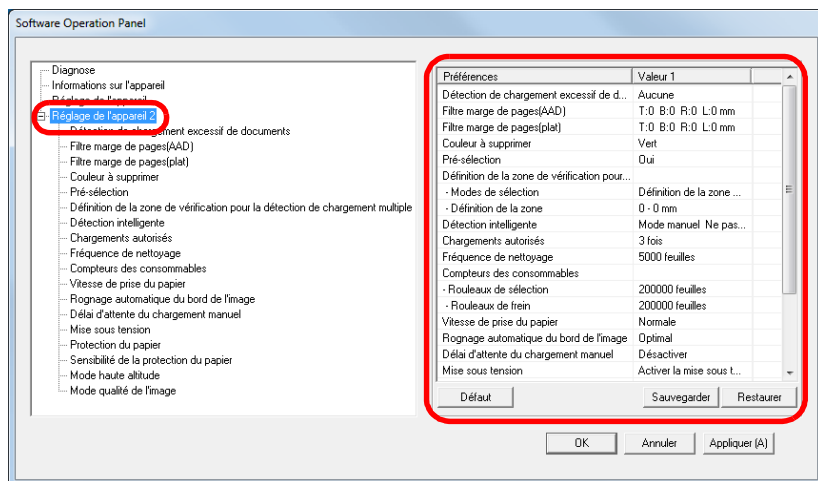 Software Operation Panel
Diagnose
Informations sur l'appareil
Réglage de l'appareil
Réglage de l'appareil 2
Détection de chargement excessif de documents
Filtre marge de pages(AAD)
Filtre marge de pages(plat)
Couleur à supprimer
Pré-sélection
Définition de la zone de vérification pour la détection de chargement multiple
Détection intelligente
Chargements autorisés
Fréquence de nettoyage
Compteurs des consommables
Vitesse de prise du papier
Rognage automatique du bord de l'image
Délai d'attente du chargement manuel
Mise sous tension
Protection du papier
Sensibilité de la protection du papier
Mode haute altitude
Mode qualité de l'image
Préférences Valeur 1
Détection de chargement excessif de d... Aucune
Filtre marge de pages(AAD) T:0 B:0 R:0 L:0 mm
Filtre marge de pages(plat) T:0 B:0 R:0 L:0 mm
Couleur à supprimer Vert
Pré-sélection Oui
Définition de la zone de vérification pour...
- Modes de sélection Définition de la zone ...
- Définition de la zone 0 - 0 mm
Détection intelligente Mode manuel Ne pas...
Chargements autorisés 3 fois
Fréquence de nettoyage 5000 feuilles
Compteurs des consommables
- Rouleaux de sélection 200000 feuilles
- Rouleaux de frein 200000 feuilles
Vitesse de prise du papier Normale
Rognage automatique du bord de l'image Optimal
Délai d'attente du chargement manuel Désactiver
Mise sous tension Activer la mise sous t...
Défaut Sauvegarder Restaurer
OK Annuler Appliquer (A)